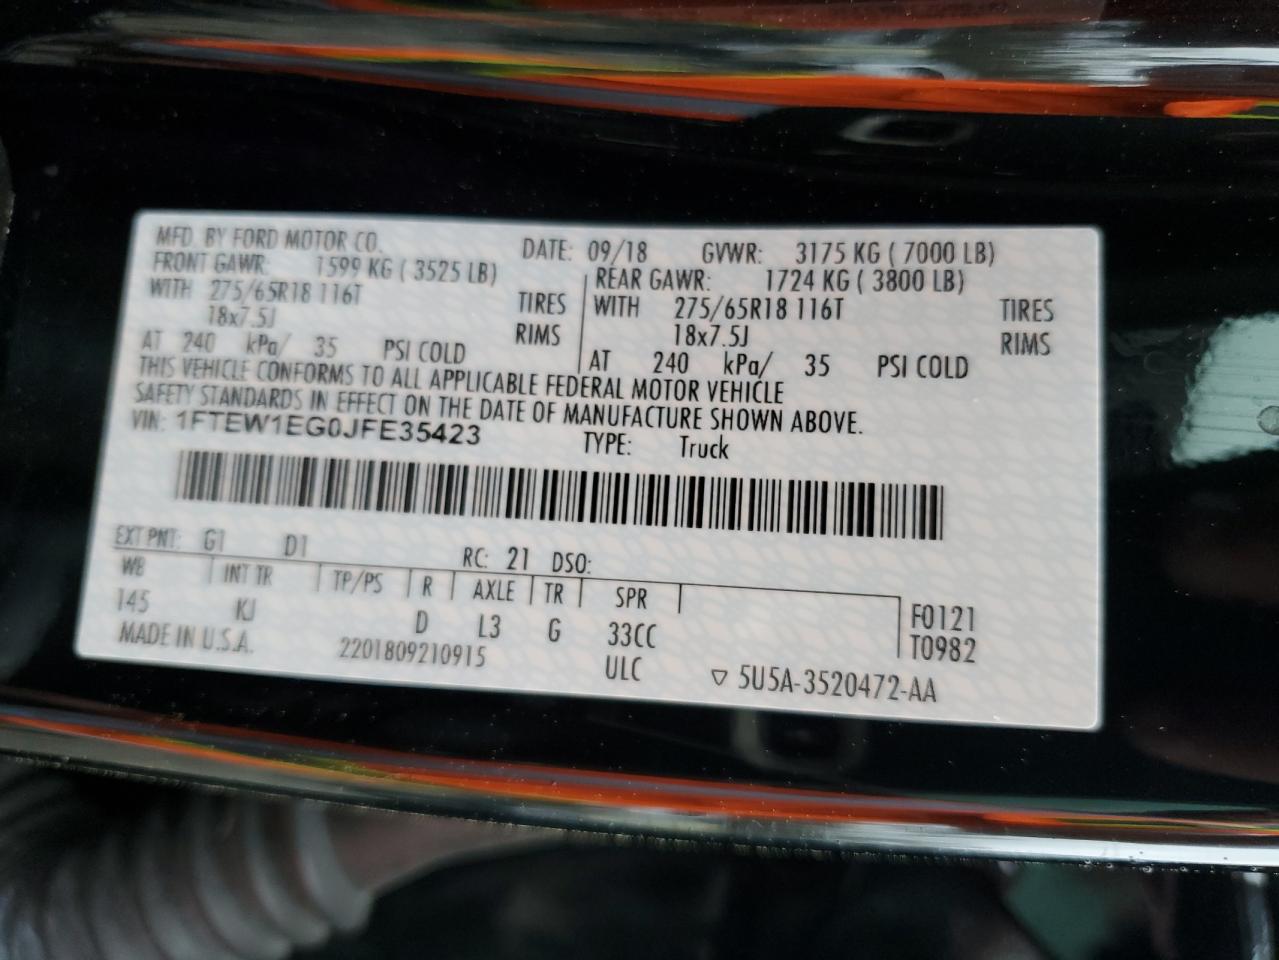 MFD. BY FORD MOTOR CO. DATE: 09/18 GVWR: 3175 KG ( 7000 LB)
FRONT GAWR: 1599 KG ( 3525 LB) REAR GAWR: 1724 KG ( 3800 LB)
WITH 275/65R18 116T TIRES WITH 275/65R18 116T TIRES
18x7.5J RIMS 18x7.5J RIMS
AT 240 kPa/ 35 PSI COLD AT 240 kPa/ 35 PSI COLD
THIS VEHICLE CONFORMS TO ALL APPLICABLE FEDERAL MOTOR VEHICLE
SAFETY STANDARDS IN EFFECT ON THE DATE OF MANUFACTURE SHOWN ABOVE.
VIN: 1FTEW1EG0JFE35423 TYPE: Truck
EXT PNT: G1 D1 RC: 21 DSO:
WB INT TR TP/PS R AXLE TR SPR F0121
145 KJ D L3 G 33CC T0982
MADE IN U.S.A. 2201809210915 ULC ▽ 5U5A-3520472-AA